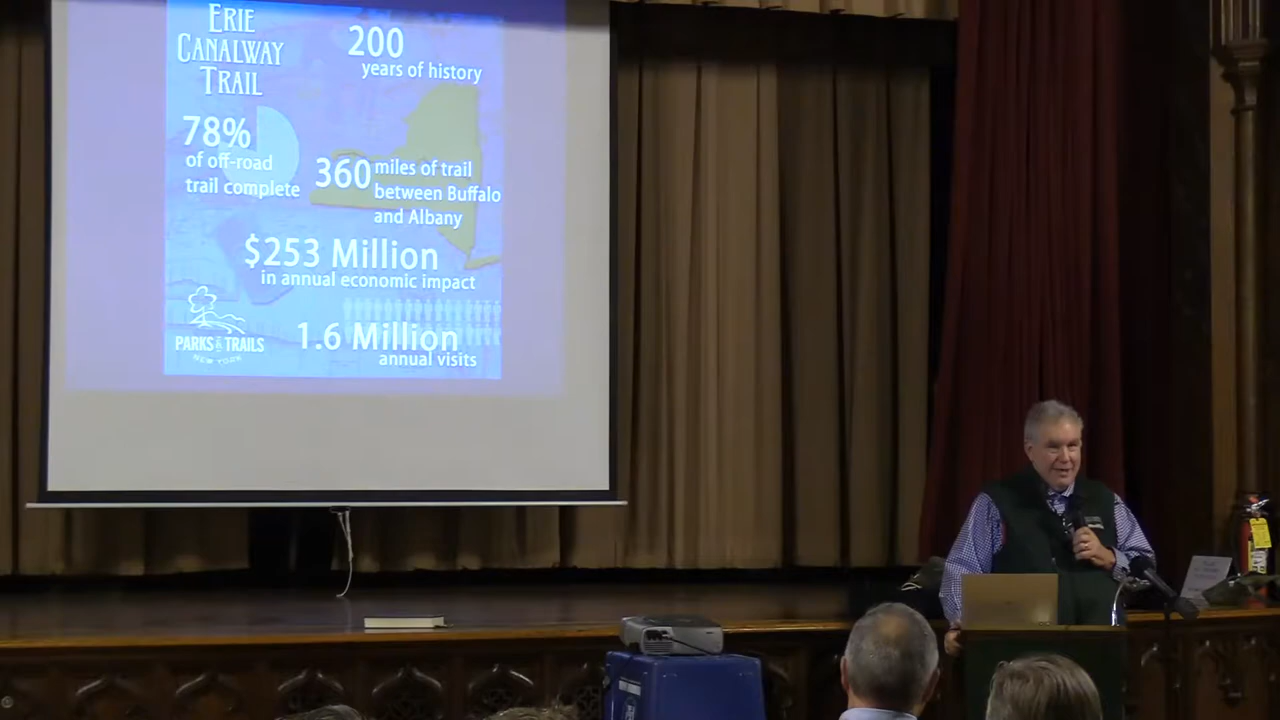 ERIE
CANALWAY
TRAIL
200
years of history
78%
of off-road
trail complete
360 miles of trail
between Buffalo
and Albany
$253 Million
in annual economic impact
1.6 Million
annual visits
PARKS & TRAILS
NEW YORK